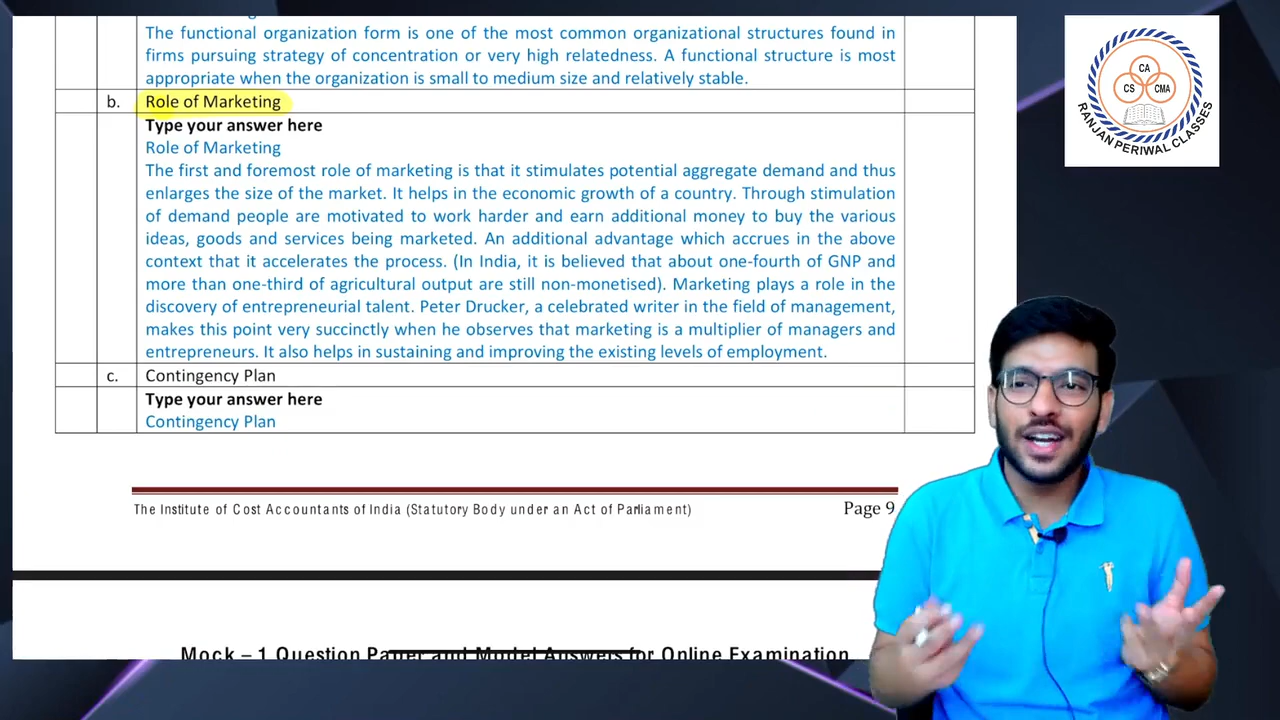 The functional organization form is one of the most common organizational structures found in
firms pursuing strategy of concentration or very high relatedness. A functional structure is most
appropriate when the organization is small to medium size and relatively stable.
b. Role of Marketing
Type your answer here
Role of Marketing
The first and foremost role of marketing is that it stimulates potential aggregate demand and thus
enlarges the size of the market. It helps in the economic growth of a country. Through stimulation
of demand people are motivated to work harder and earn additional money to buy the various
ideas, goods and services being marketed. An additional advantage which accrues in the above
context that it accelerates the process. (In India, it is believed that about one-fourth of GNP and
more than one-third of agricultural output are still non-monetised). Marketing plays a role in the
discovery of entrepreneurial talent. Peter Drucker, a celebrated writer in the field of management,
makes this point very succinctly when he observes that marketing is a multiplier of managers and
entrepreneurs. It also helps in sustaining and improving the existing levels of employment.
c. Contingency Plan
Type your answer here
Contingency Plan
The Institute of Cost Accountants of India (Statutory Body under an Act of Parliament)
Page 9
Mock – 1 Question Paper and Model Answers for Online Examination
CA
CS
CMA
RANJAN PERIWAL CLASSES